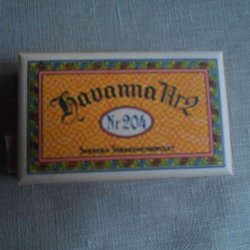 Havanna Nr2
Nr 204
Svenska Tobaksmonopolet